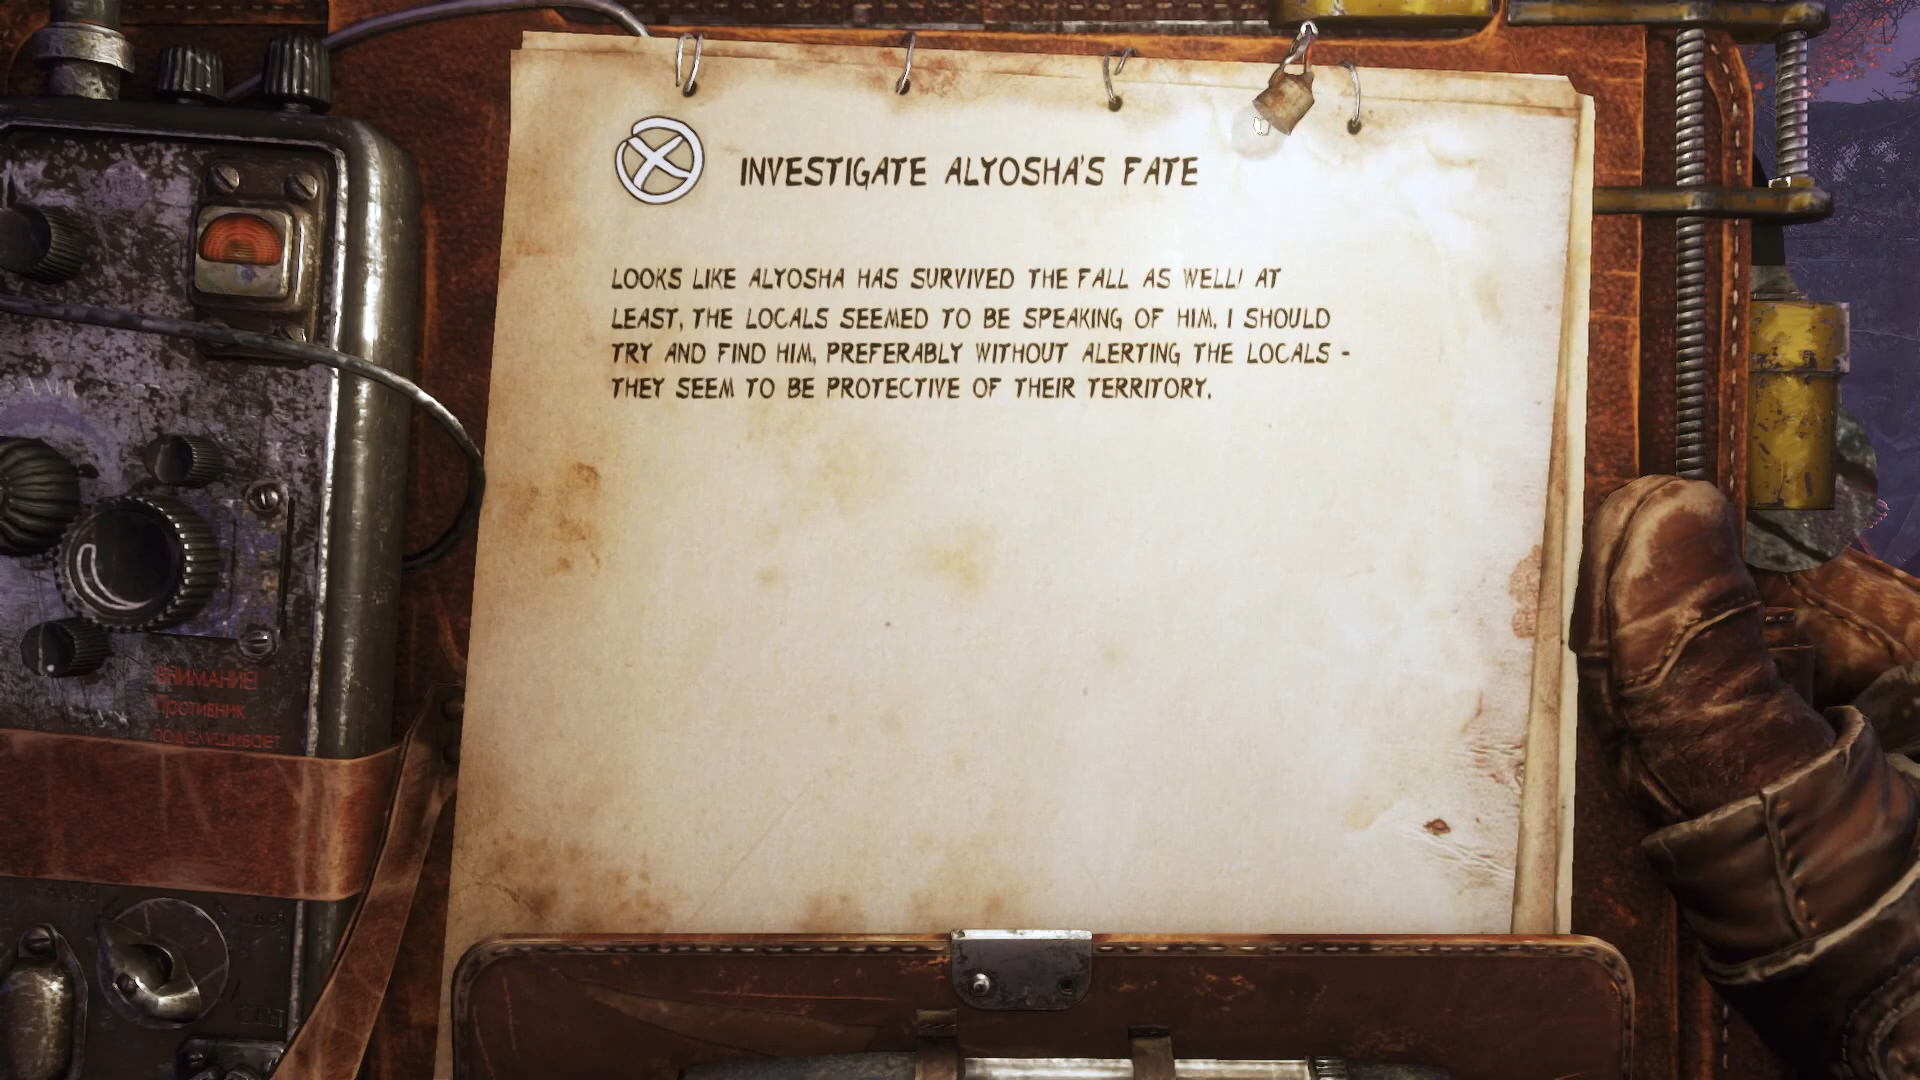 INVESTIGATE ALYOSHA'S FATE
LOOKS LIKE ALYOSHA HAS SURVIVED THE FALL AS WELL! AT
LEAST, THE LOCALS SEEMED TO BE SPEAKING OF HIM. I SHOULD
TRY AND FIND HIM, PREFERABLY WITHOUT ALERTING THE LOCALS -
THEY SEEM TO BE PROTECTIVE OF THEIR TERRITORY.
ВНИМАНИЕ!
Противник
подслушивает